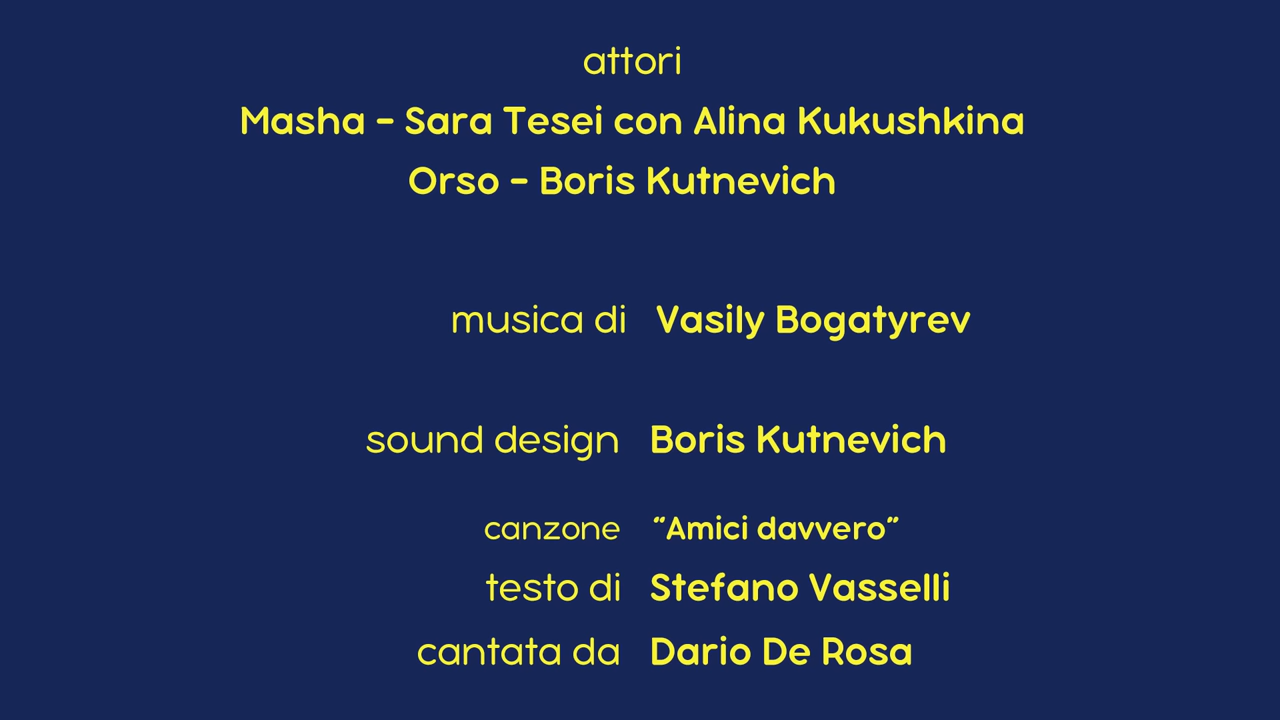 attori
Masha - Sara Tesei con Alina Kukushkina
Orso - Boris Kutnevich
musica di Vasily Bogatyrev
sound design Boris Kutnevich
canzone “Amici davvero”
testo di Stefano Vasselli
cantata da Dario De Rosa